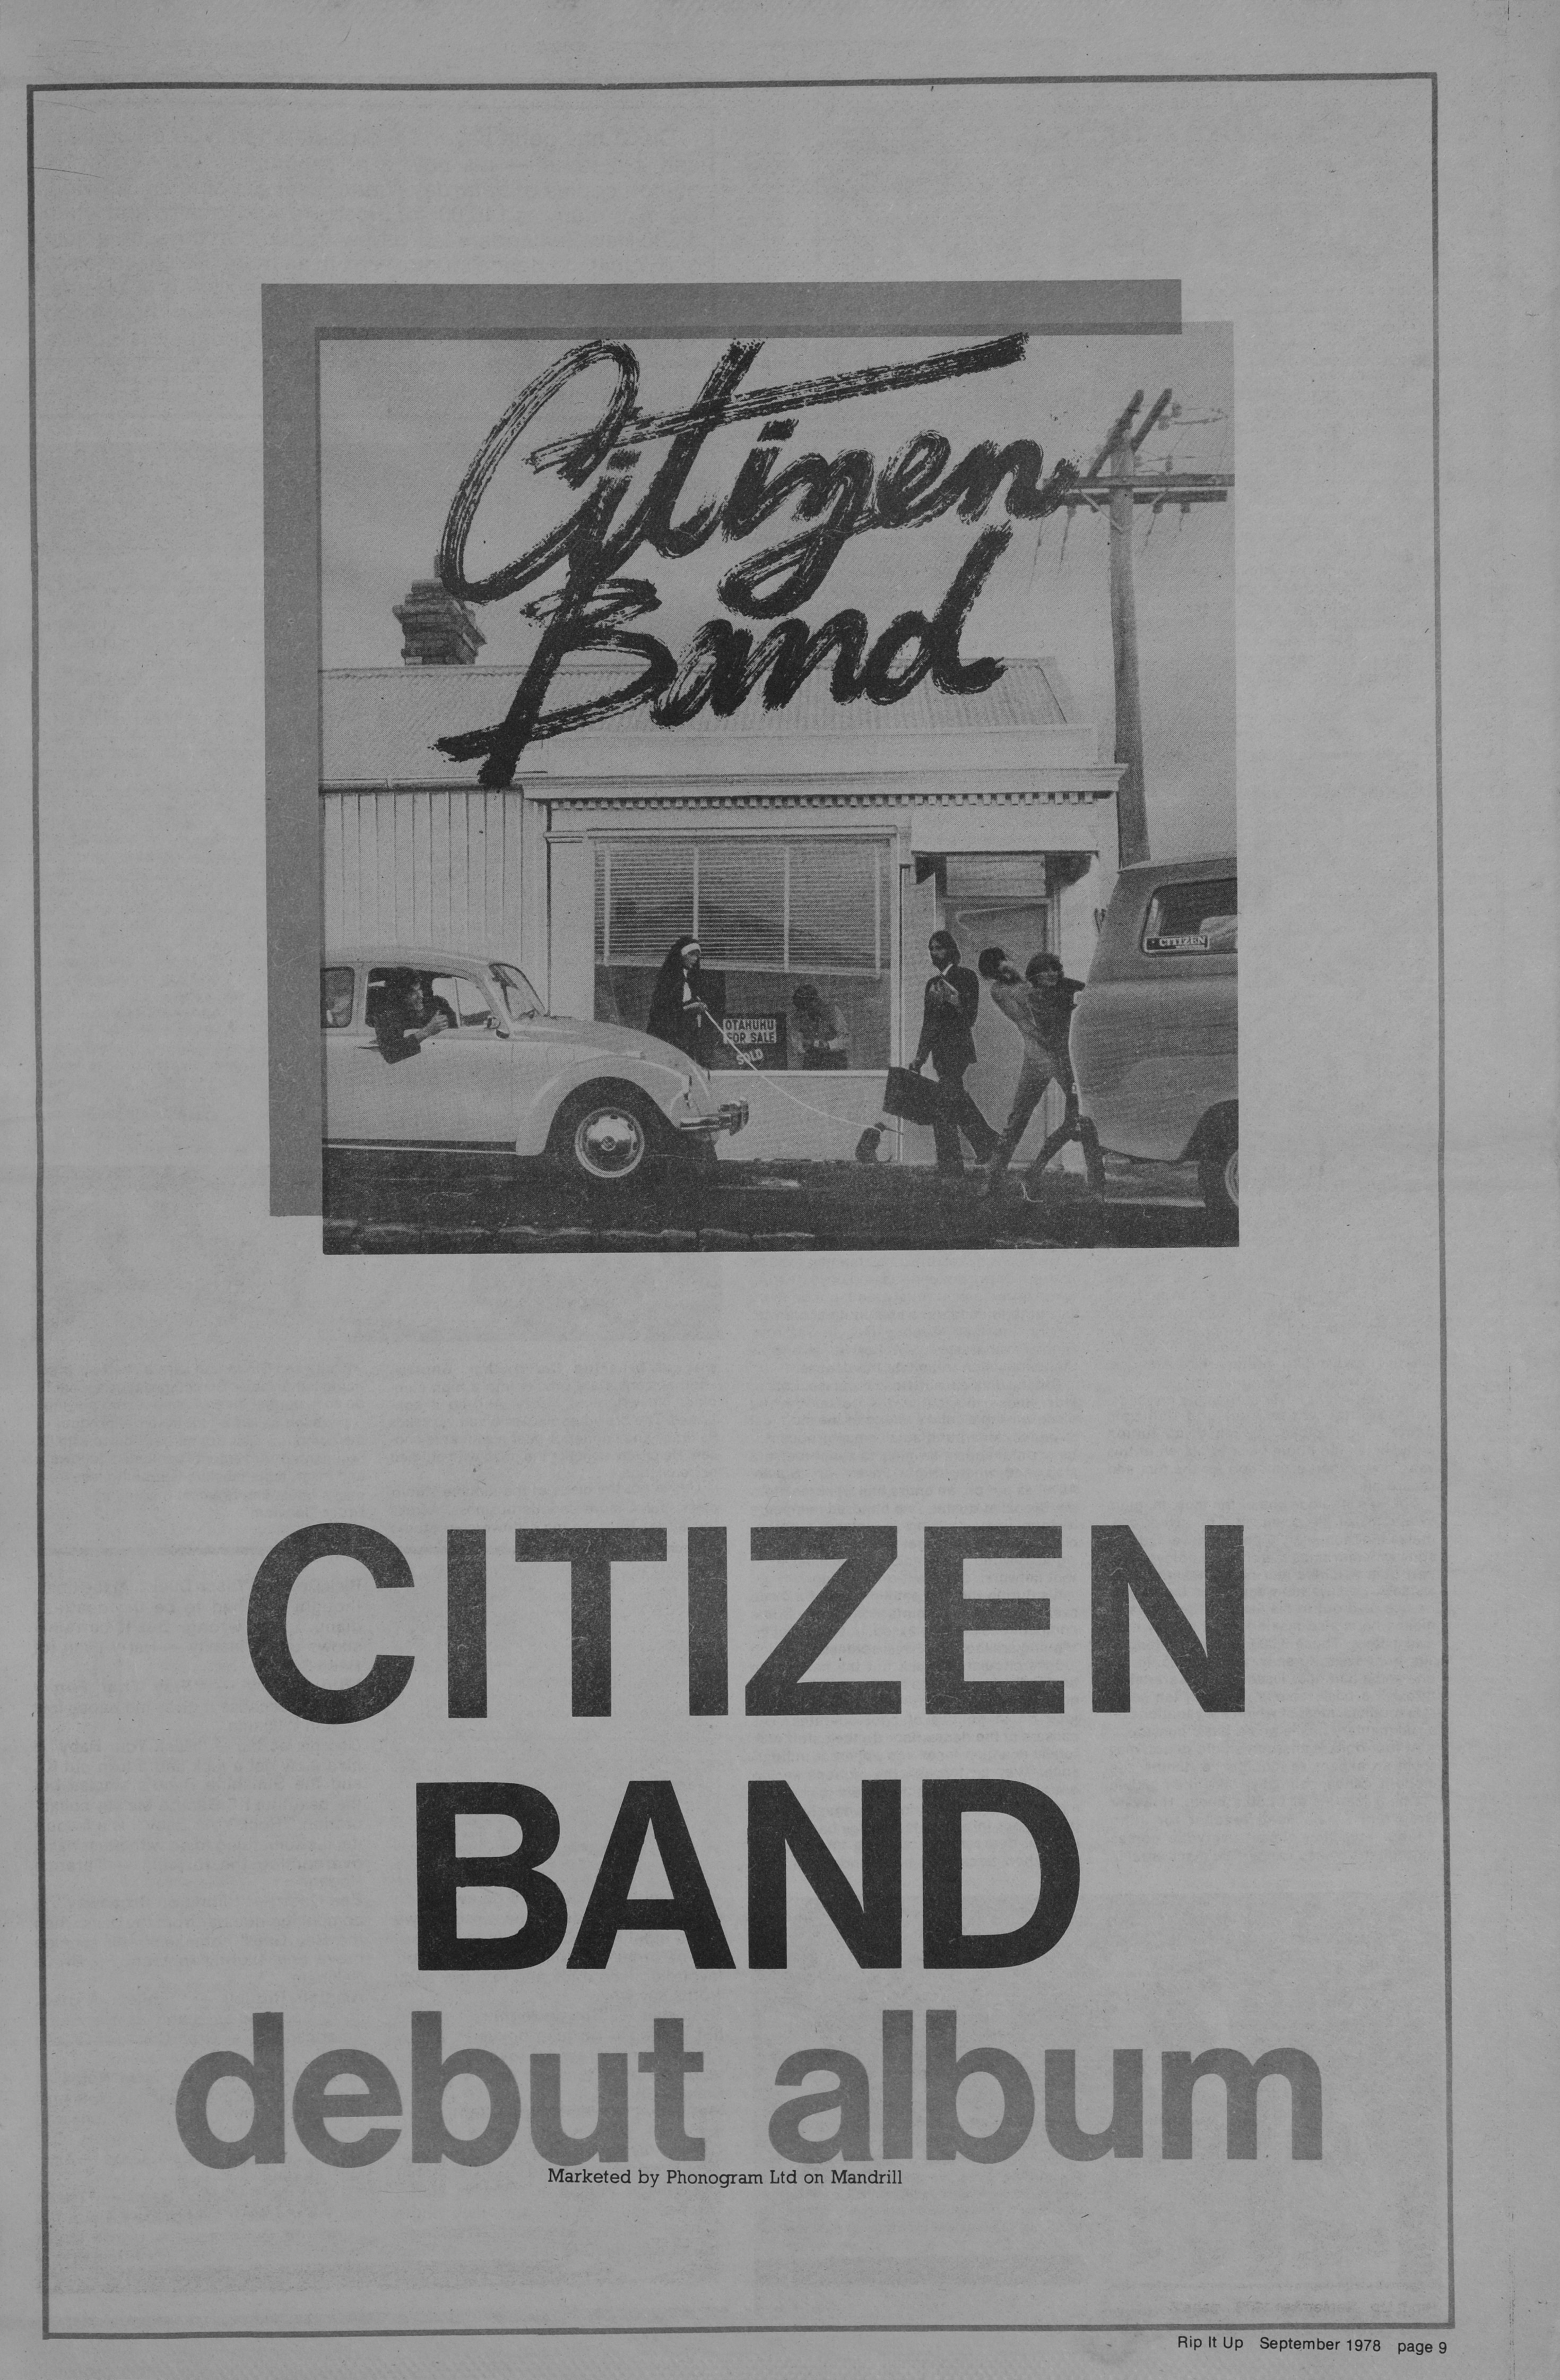 Citizen
Band
CITIZEN
OTAHUHU
FOR SALE
SOLD
CITIZEN
BAND
debut album
Marketed by Phonogram Ltd on Mandrill
Rip It Up September 1978 page 9